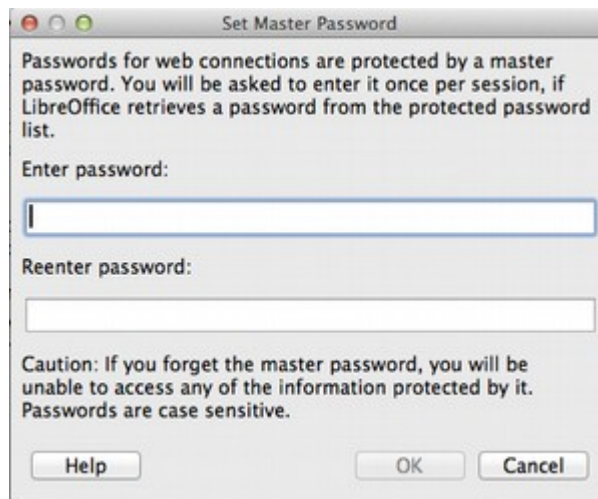 Set Master Password
Passwords for web connections are protected by a master
password. You will be asked to enter it once per session, if
LibreOffice retrieves a password from the protected password
list.
Enter password:
Reenter password:
Caution: If you forget the master password, you will be
unable to access any of the information protected by it.
Passwords are case sensitive.
Help OK Cancel